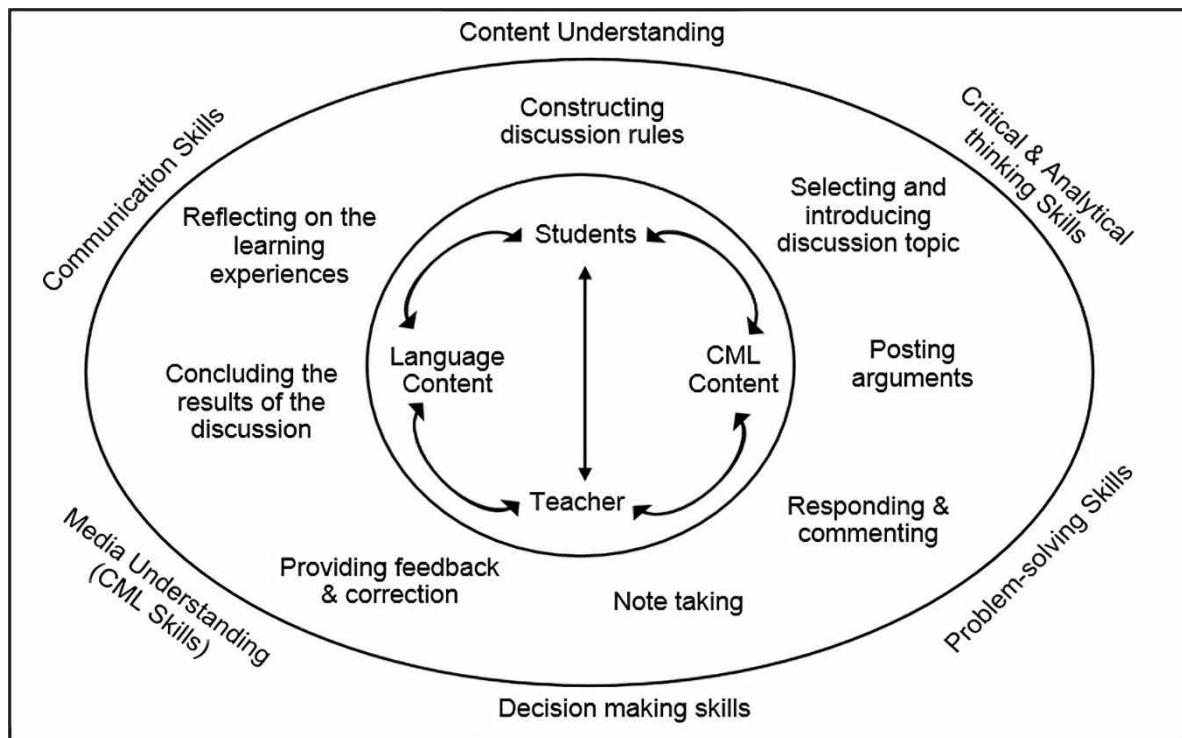 Content Understanding
Critical & Analytical
thinking Skills
Problem-solving Skills
Decision making skills
Media Understanding
(CML Skills)
Communication Skills
Constructing
discussion rules
Selecting and
introducing
discussion topic
Posting
arguments
Responding &
commenting
Note taking
Providing feedback
& correction
Concluding the
results of the
discussion
Reflecting on the
learning
experiences
Students
CML
Content
Teacher
Language
Content